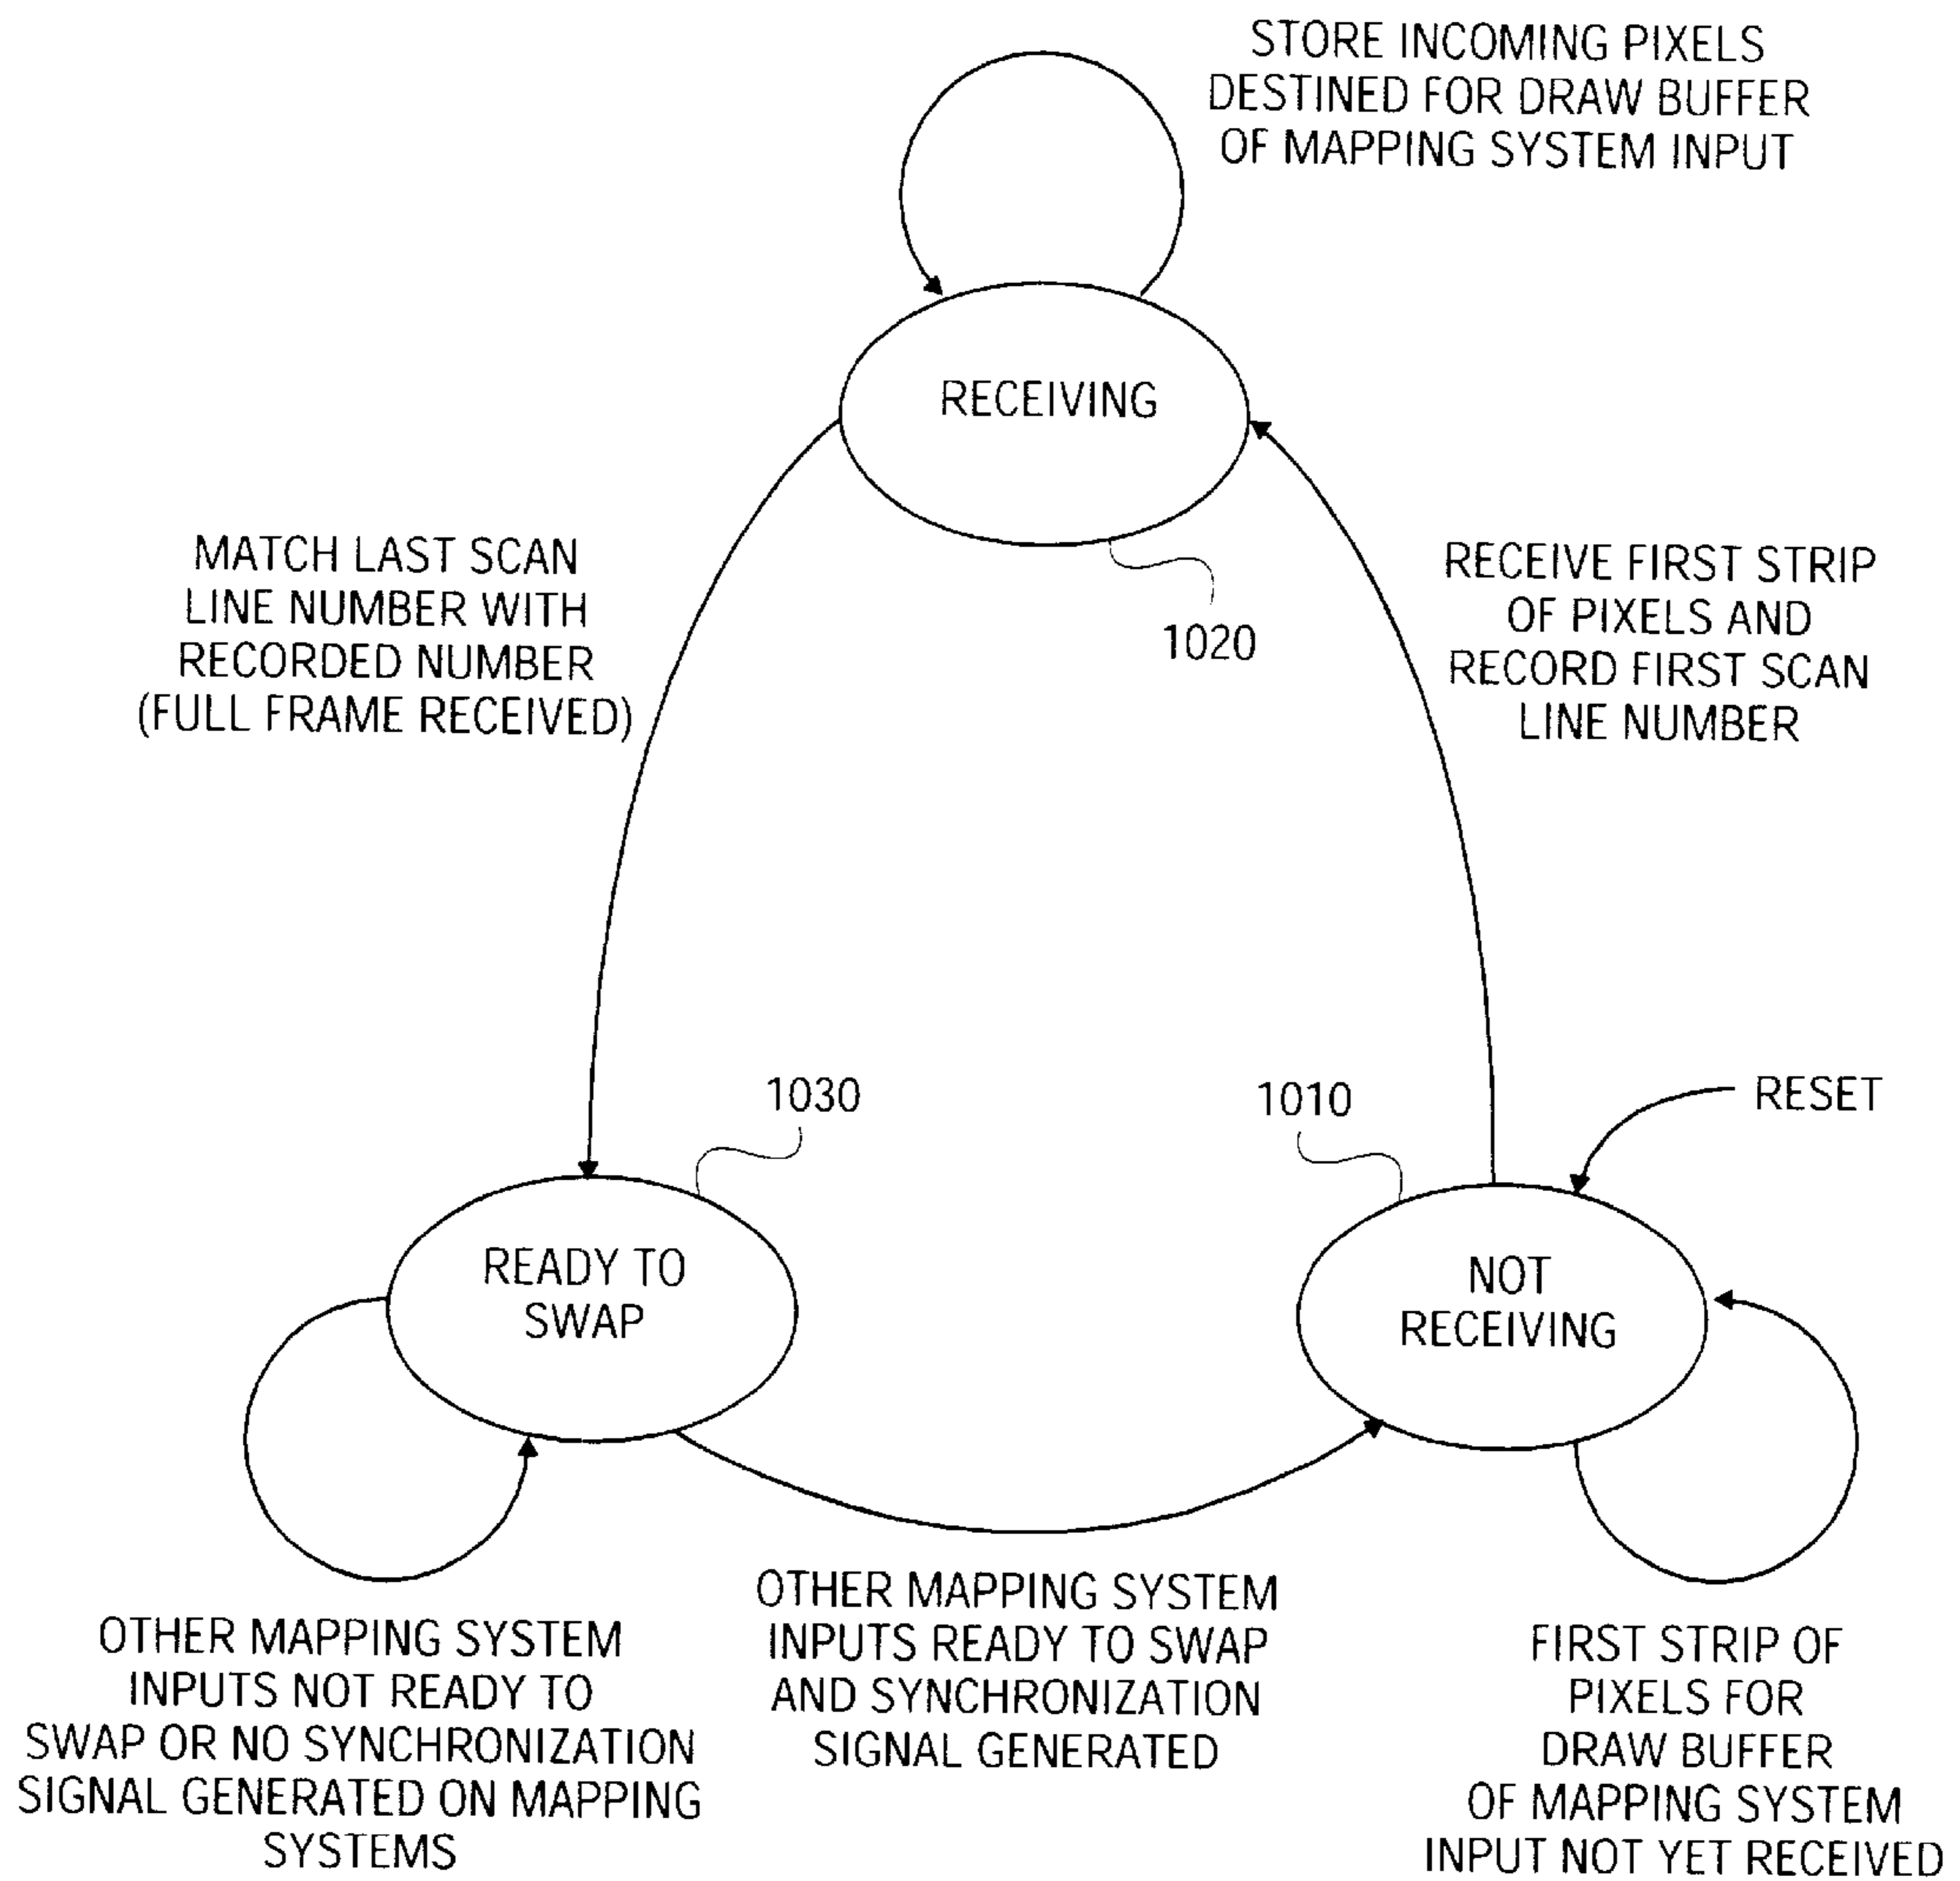 STORE INCOMING PIXELS
DESTINED FOR DRAW BUFFER
OF MAPPING SYSTEM INPUT
RECEIVING
1020
MATCH LAST SCAN
LINE NUMBER WITH
RECORDED NUMBER
(FULL FRAME RECEIVED)
RECEIVE FIRST STRIP
OF PIXELS AND
RECORD FIRST SCAN
LINE NUMBER
1030
1010
RESET
READY TO
SWAP
NOT
RECEIVING
OTHER MAPPING SYSTEM
INPUTS NOT READY TO
SWAP OR NO SYNCHRONIZATION
SIGNAL GENERATED ON MAPPING
SYSTEMS
OTHER MAPPING SYSTEM
INPUTS READY TO SWAP
AND SYNCHRONIZATION
SIGNAL GENERATED
FIRST STRIP OF
PIXELS FOR
DRAW BUFFER
OF MAPPING SYSTEM
INPUT NOT YET RECEIVED